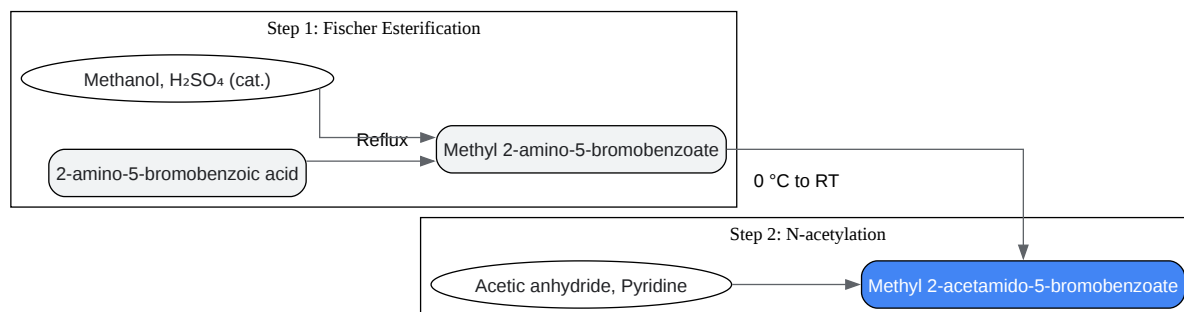 Step 1: Fischer Esterification
Methanol, H₂SO₄ (cat.)
Reflux
Methyl 2-amino-5-bromobenzoate
2-amino-5-bromobenzoic acid
0 °C to RT
Step 2: N-acetylation
Acetic anhydride, Pyridine
Methyl 2-acetamido-5-bromobenzoate